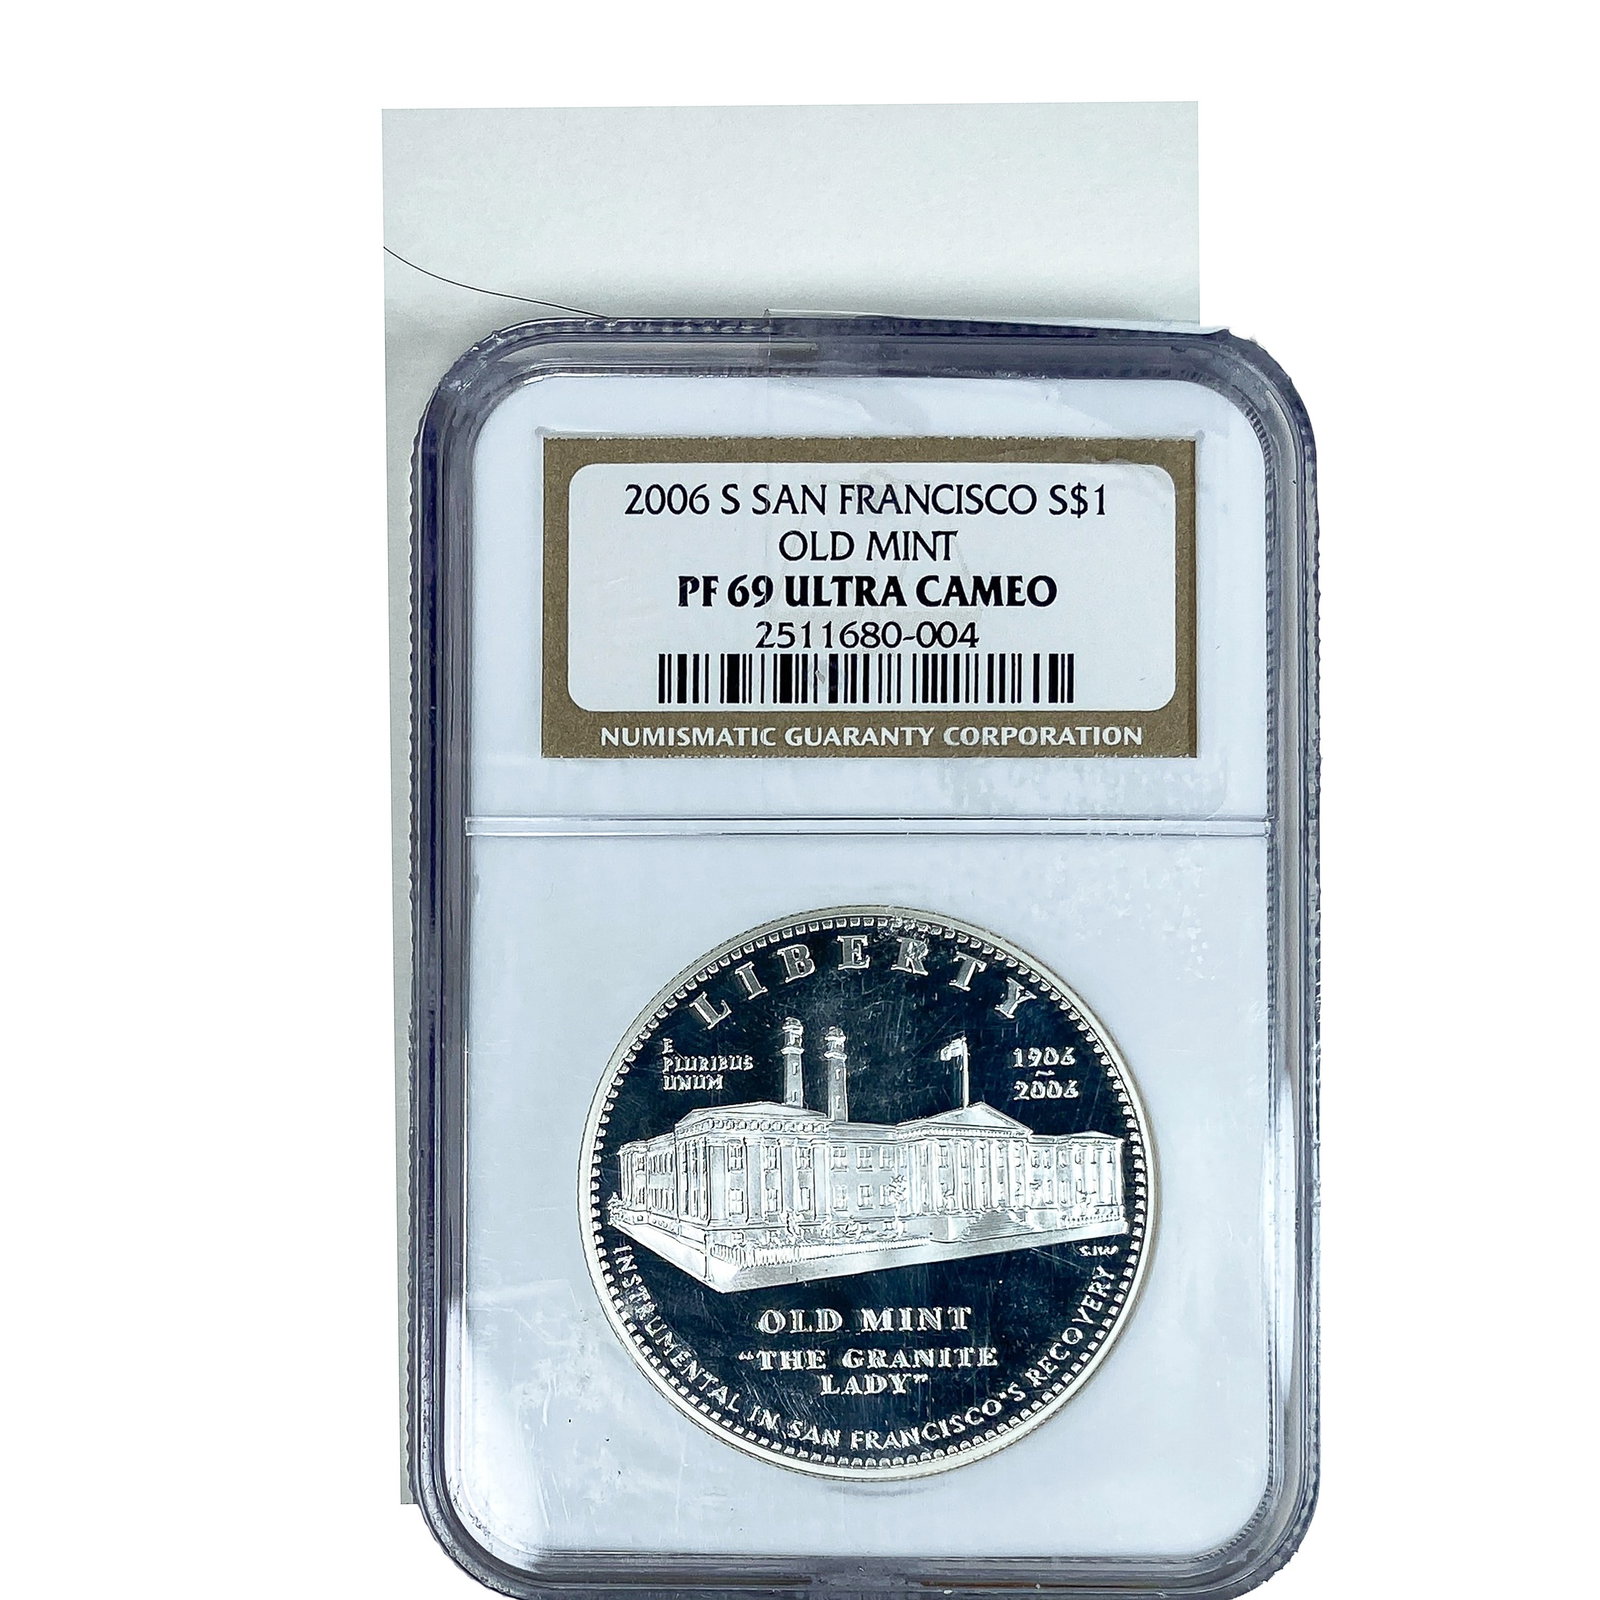 2006 S SAN FRANCISCO S$1
OLD MINT
PF 69 ULTRA CAMEO
2511680-004
NUMISMATIC GUARANTY CORPORATION
LIBERTY
E
PLURIBUS
UNUM
1906
~
2006
SJW
OLD MINT
“THE GRANITE
LADY”
INSTRUMENTAL IN SAN FRANCISCO'S RECOVERY